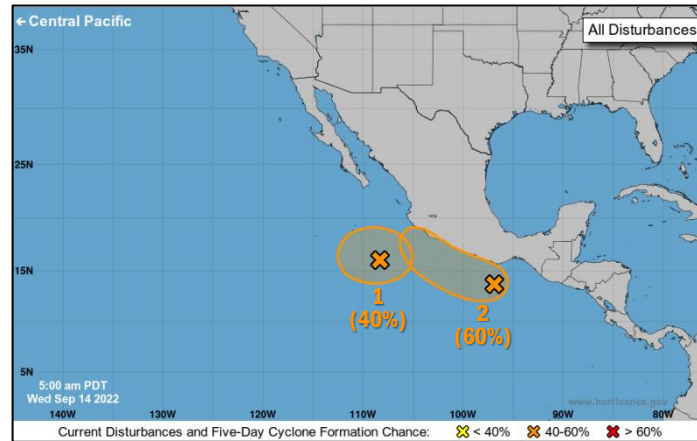 ← Central Pacific
All Disturbances
35N
25N
15N
5N
1
(40%)
2
(60%)
5:00 am PDT
Wed Sep 14 2022
www.hurricanes.gov
140W 130W 120W 110W 100W 90W 80W
Current Disturbances and Five-Day Cyclone Formation Chance: < 40% 40-60% > 60%